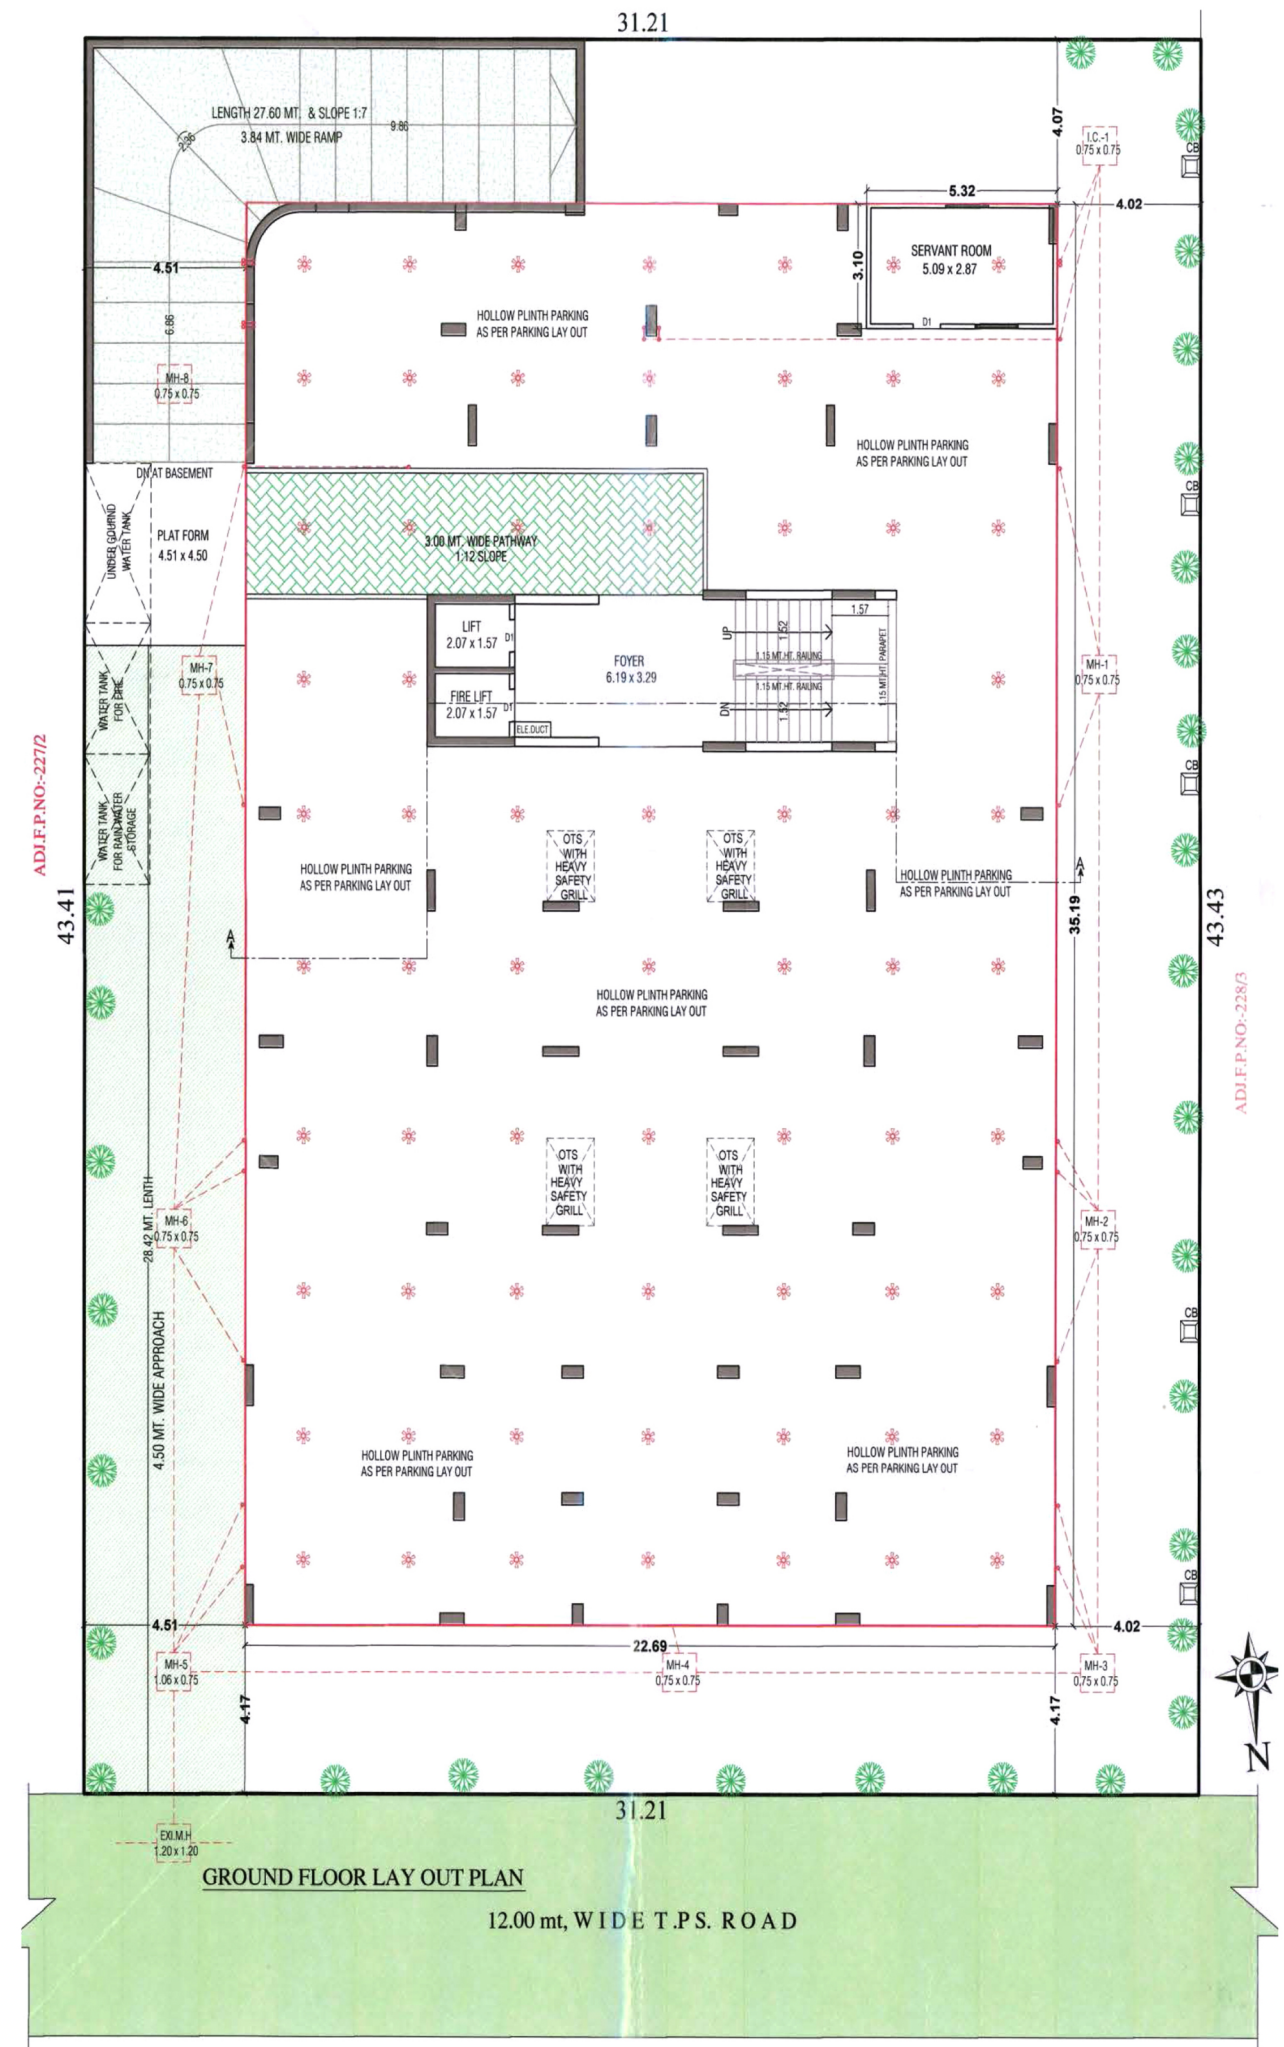 31.21
LENGTH 27.60 MT. & SLOPE 1:7
3.84 MT. WIDE RAMP
9.86
2.36
4.07
I.C.-1
0.75 x 0.75
CB
5.32
4.02
4.51
3.10
SERVANT ROOM
5.09 x 2.87
D1
6.86
HOLLOW PLINTH PARKING
AS PER PARKING LAY OUT
MH-8
0.75 x 0.75
HOLLOW PLINTH PARKING
AS PER PARKING LAY OUT
DN AT BASEMENT
CB
UNDER GOURND
WATER TANK
PLAT FORM
4.51 x 4.50
3.00 MT. WIDE PATHWAY
1:12 SLOPE
LIFT
2.07 x 1.57
D1
FOYER
6.19 x 3.29
UP
1.52
1.57
1.15 MT.HT. RAILING
1.15 MT.HT. RAILING
1.15 MT.HT. PARAPET
DN
1.52
FIRE LIFT
2.07 x 1.57
D1
ELE.DUCT
MH-7
0.75 x 0.75
MH-1
0.75 x 0.75
WATER TANK
FOR FIRE
CB
WATER TANK
FOR RAIN WATER
STORAGE
ADJ.F.P.NO:-227/2
43.41
OTS
WITH
HEAVY
SAFETY
GRILL
OTS
WITH
HEAVY
SAFETY
GRILL
HOLLOW PLINTH PARKING
AS PER PARKING LAY OUT
HOLLOW PLINTH PARKING
AS PER PARKING LAY OUT
A
A
35.19
43.43
ADJ.F.P.NO:-228/3
HOLLOW PLINTH PARKING
AS PER PARKING LAY OUT
OTS
WITH
HEAVY
SAFETY
GRILL
OTS
WITH
HEAVY
SAFETY
GRILL
MH-6
0.75 x 0.75
28.42 MT. LENTH
MH-2
0.75 x 0.75
CB
4.50 MT. WIDE APPROACH
HOLLOW PLINTH PARKING
AS PER PARKING LAY OUT
HOLLOW PLINTH PARKING
AS PER PARKING LAY OUT
CB
4.51
4.02
22.69
MH-5
1.06 x 0.75
MH-4
0.75 x 0.75
MH-3
0.75 x 0.75
4.17
4.17
N
31.21
EXI.M.H
1.20 x 1.20
GROUND FLOOR LAY OUT PLAN
12.00 mt, WIDE T.P.S. ROAD